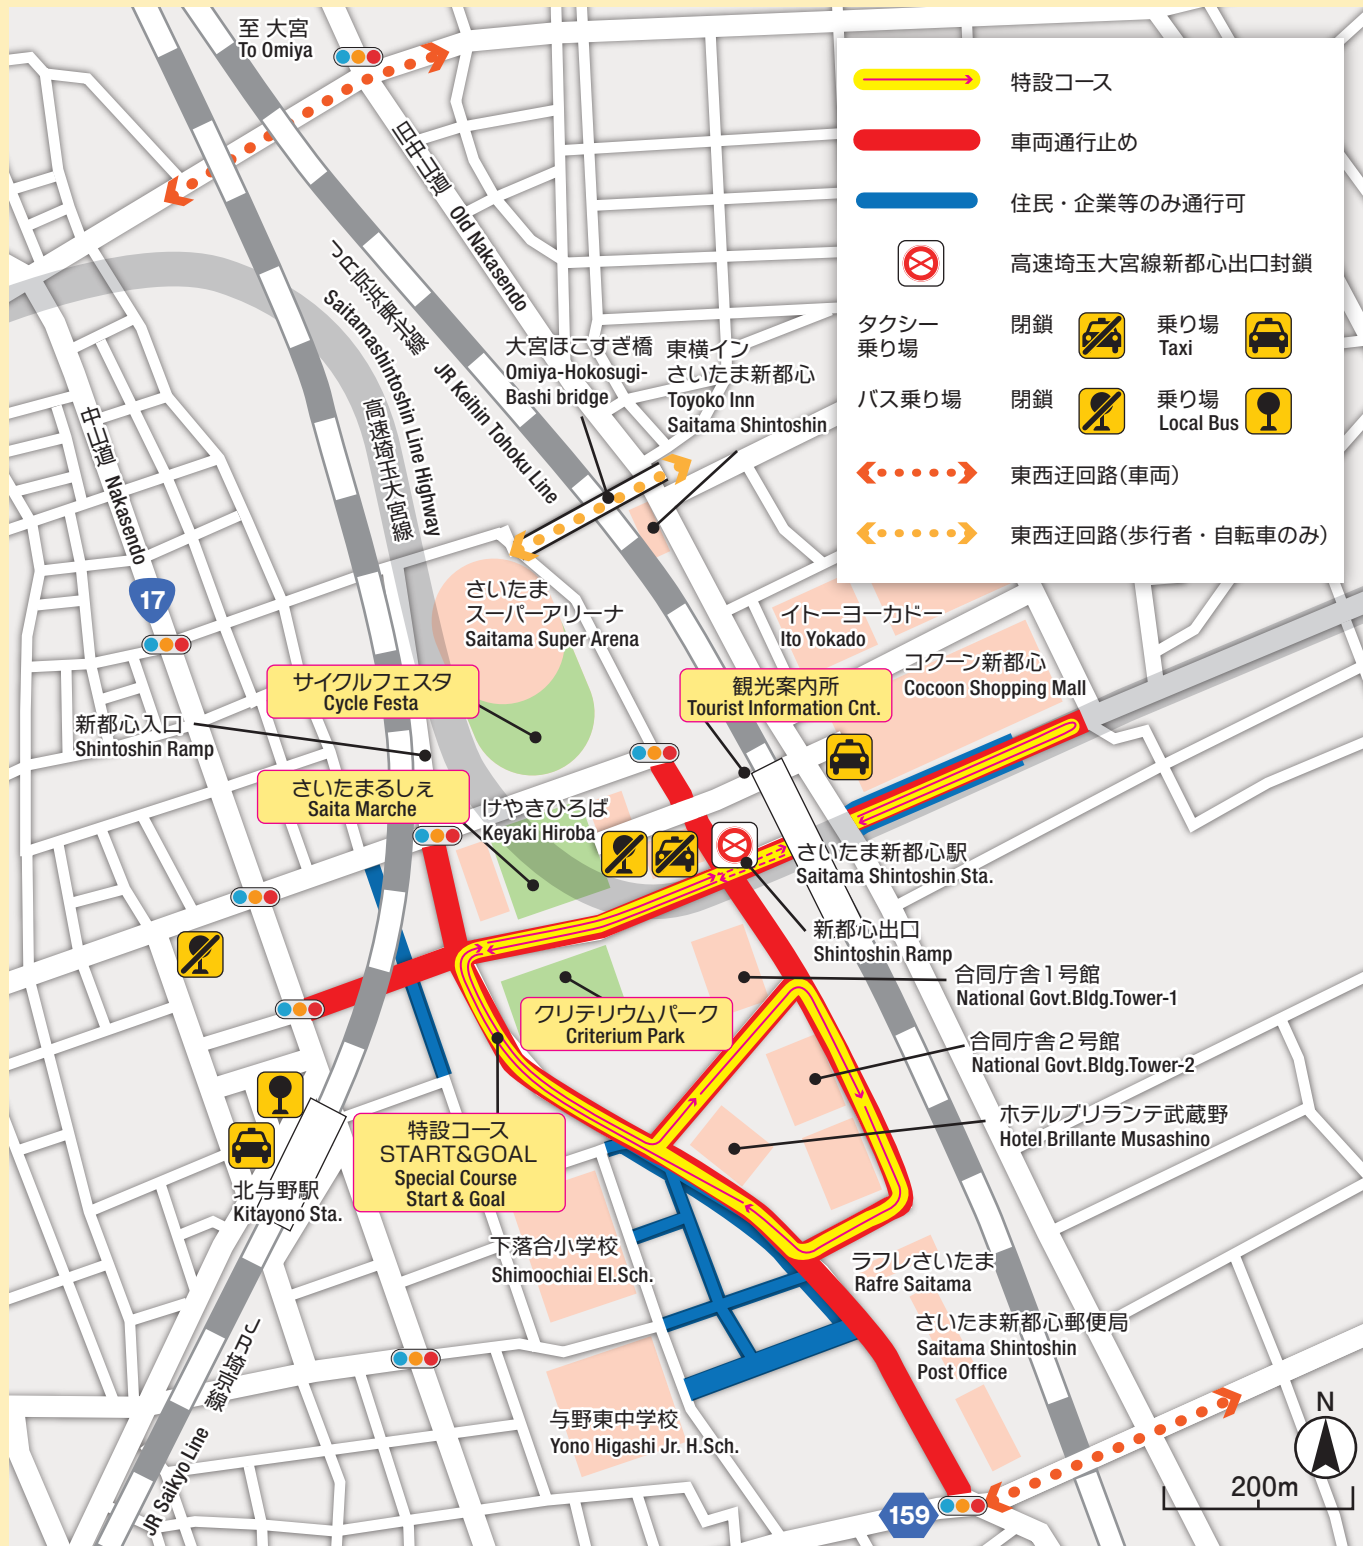 至 大宮
To Omiya
旧中山道 Old Nakasendo
JR京浜東北線
JR Keihin Tohoku Line
Saitamashintoshin Line Highway
高速埼玉大宮線
中山道 Nakasendo
17
特設コース
車両通行止め
住民・企業等のみ通行可
高速埼玉大宮線新都心出口封鎖
タクシー
乗り場
閉鎖
乗り場
Taxi
バス乗り場
閉鎖
乗り場
Local Bus
東西迂回路(車両)
東西迂回路(歩行者・自転車のみ)
大宮ほこすぎ橋
Omiya-Hokosugi-
Bashi bridge
東横イン
さいたま新都心
Toyoko Inn
Saitama Shintoshin
さいたま
スーパーアリーナ
Saitama Super Arena
イトーヨーカドー
Ito Yokado
コクーン新都心
Cocoon Shopping Mall
サイクルフェスタ
Cycle Festa
観光案内所
Tourist Information Cnt.
新都心入口
Shintoshin Ramp
さいたまるしぇ
Saita Marche
けやきひろば
Keyaki Hiroba
さいたま新都心駅
Saitama Shintoshin Sta.
新都心出口
Shintoshin Ramp
合同庁舎1号館
National Govt.Bldg.Tower-1
クリテリウムパーク
Criterium Park
合同庁舎2号館
National Govt.Bldg.Tower-2
ホテルブリランテ武蔵野
Hotel Brillante Musashino
特設コース
START&GOAL
Special Course
Start & Goal
北与野駅
Kitayono Sta.
下落合小学校
Shimoochiai El.Sch.
ラフレさいたま
Rafre Saitama
さいたま新都心郵便局
Saitama Shintoshin
Post Office
JR埼京線
JR Saikyo Line
与野東中学校
Yono Higashi Jr. H.Sch.
159
N
200m